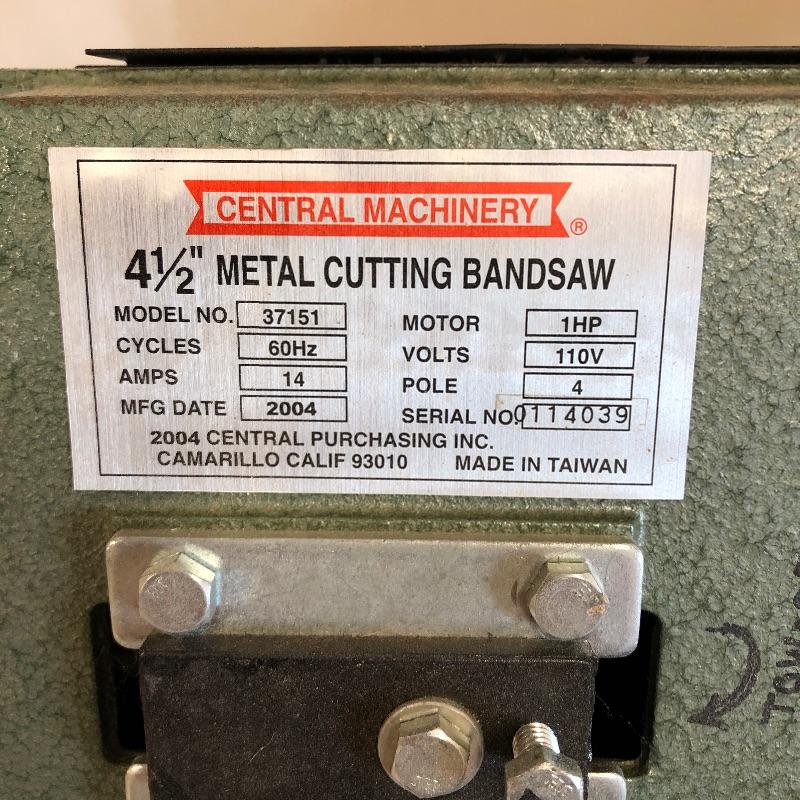 CENTRAL MACHINERY ®
4½" METAL CUTTING BANDSAW
MODEL NO. 37151
CYCLES 60Hz
AMPS 14
MFG DATE 2004
MOTOR 1HP
VOLTS 110V
POLE 4
SERIAL NO. 0114039
2004 CENTRAL PURCHASING INC.
CAMARILLO CALIF 93010 MADE IN TAIWAN